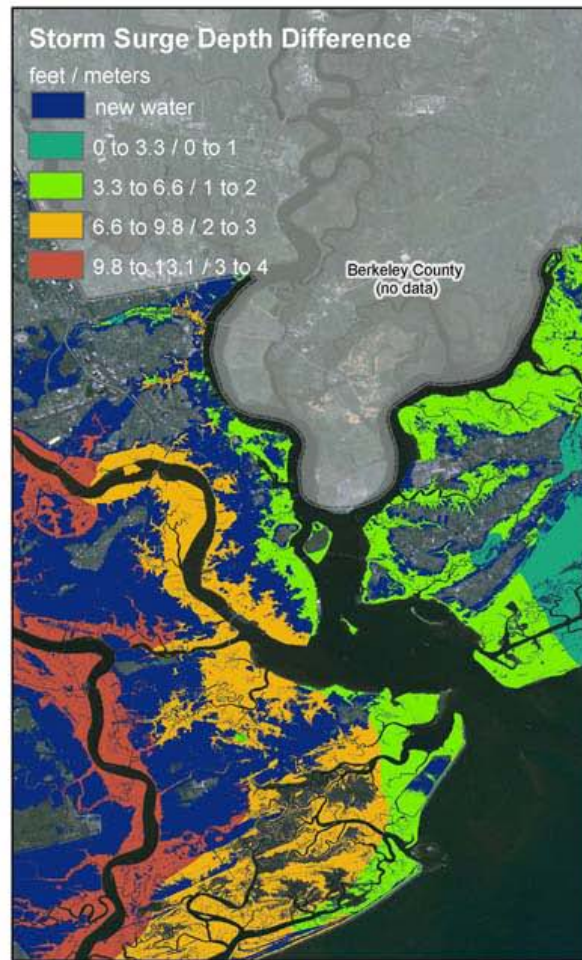 Storm Surge Depth Difference
feet / meters
new water
0 to 3.3 / 0 to 1
3.3 to 6.6 / 1 to 2
6.6 to 9.8 / 2 to 3
9.8 to 13.1 / 3 to 4
Berkeley County
(no data)